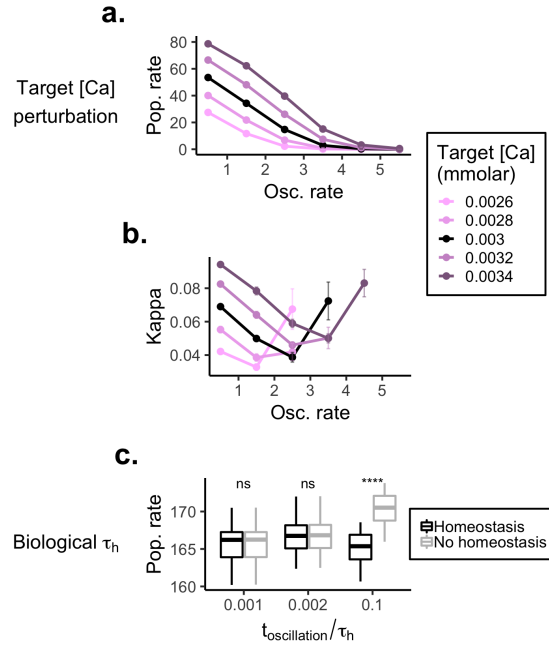 a.
Target [Ca]
perturbation
Pop. rate
80
60
40
20
0
1 2 3 4 5
Osc. rate
Target [Ca]
(mmolar)
0.0026
0.0028
0.003
0.0032
0.0034
b.
Kappa
0.08
0.06
0.04
1 2 3 4 5
Osc. rate
c.
Biological τh
Pop. rate
170
165
160
ns ns ****
0.001 0.002 0.1
toscillation/τh
Homeostasis
No homeostasis